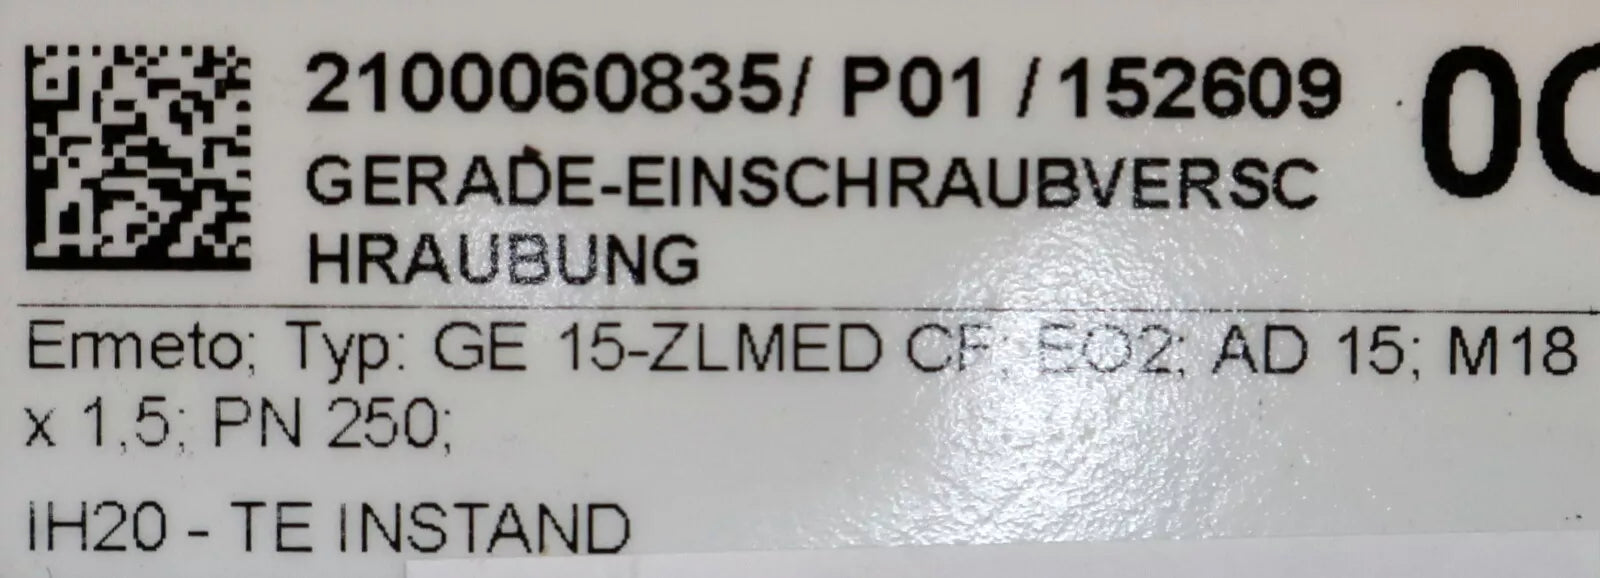 2100060835/ P01 / 152609
GERADE-EINSCHRAUBVERSC
HRAUBUNG
Ermeto; Typ: GE 15-ZLMED CF; EO2; AD 15; M18
x 1,5; PN 250;
IH20 - TE INSTAND